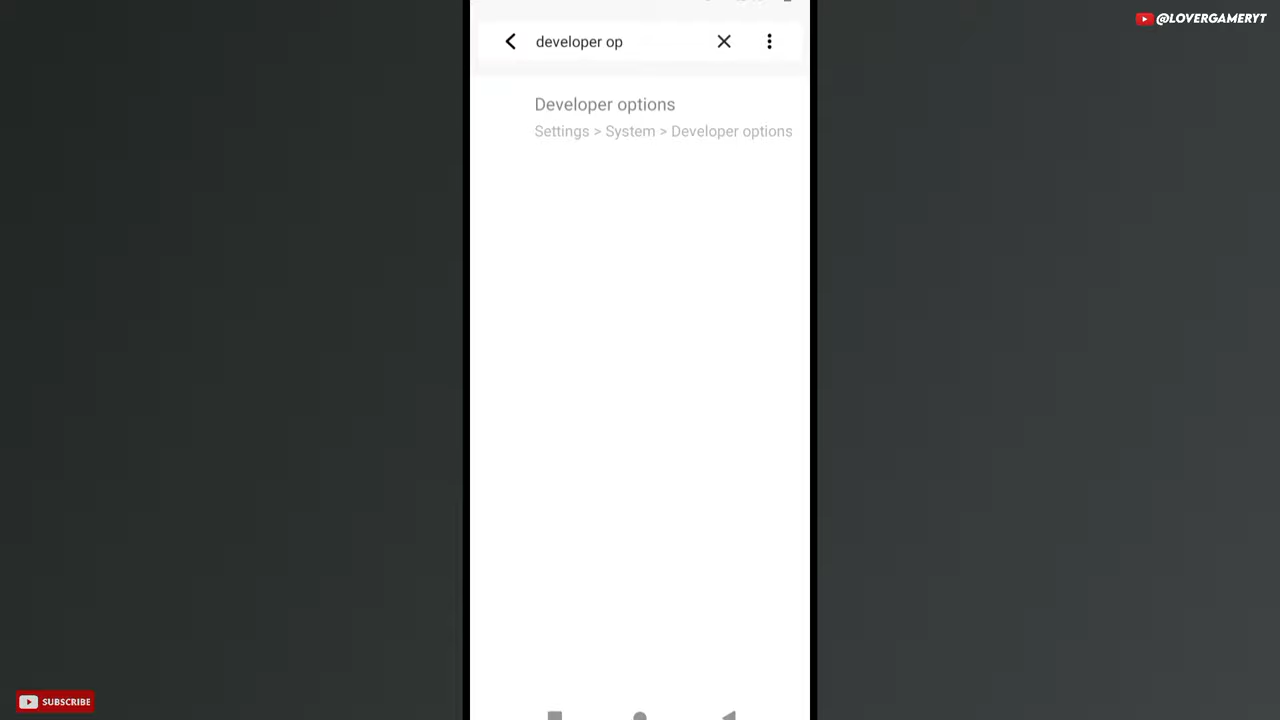 @LOVERGAMERYT
developer op
Developer options
Settings > System > Developer options
SUBSCRIBE